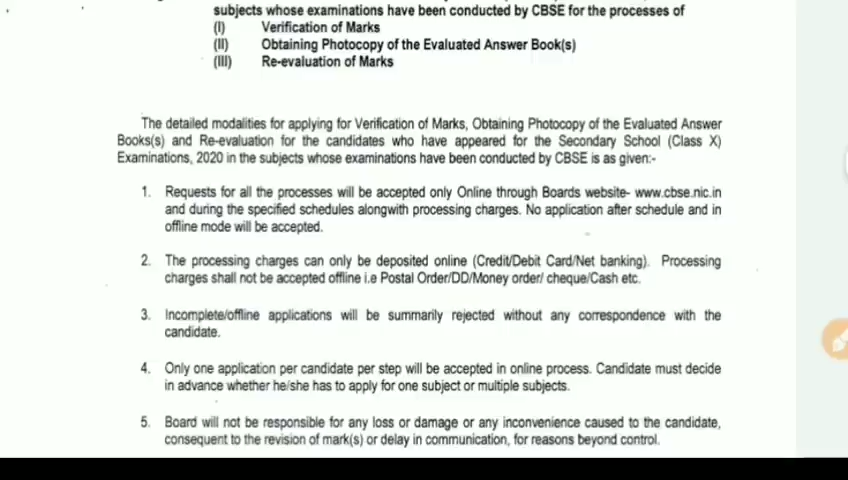 subjects whose examinations have been conducted by CBSE for the processes of
(I) Verification of Marks
(II) Obtaining Photocopy of the Evaluated Answer Book(s)
(III) Re-evaluation of Marks
The detailed modalities for applying for Verification of Marks, Obtaining Photocopy of the Evaluated Answer
Books(s) and Re-evaluation for the candidates who have appeared for the Secondary School (Class X)
Examinations, 2020 in the subjects whose examinations have been conducted by CBSE is as given:-
1. Requests for all the processes will be accepted only Online through Boards website- www.cbse.nic.in
and during the specified schedules alongwith processing charges. No application after schedule and in
offline mode will be accepted.
2. The processing charges can only be deposited online (Credit/Debit Card/Net banking). Processing
charges shall not be accepted offline i.e Postal Order/DD/Money order/ cheque/Cash etc.
3. Incomplete/offline applications will be summarily rejected without any correspondence with the
candidate.
4. Only one application per candidate per step will be accepted in online process. Candidate must decide
in advance whether he/she has to apply for one subject or multiple subjects.
5. Board will not be responsible for any loss or damage or any inconvenience caused to the candidate,
consequent to the revision of mark(s) or delay in communication, for reasons beyond control.